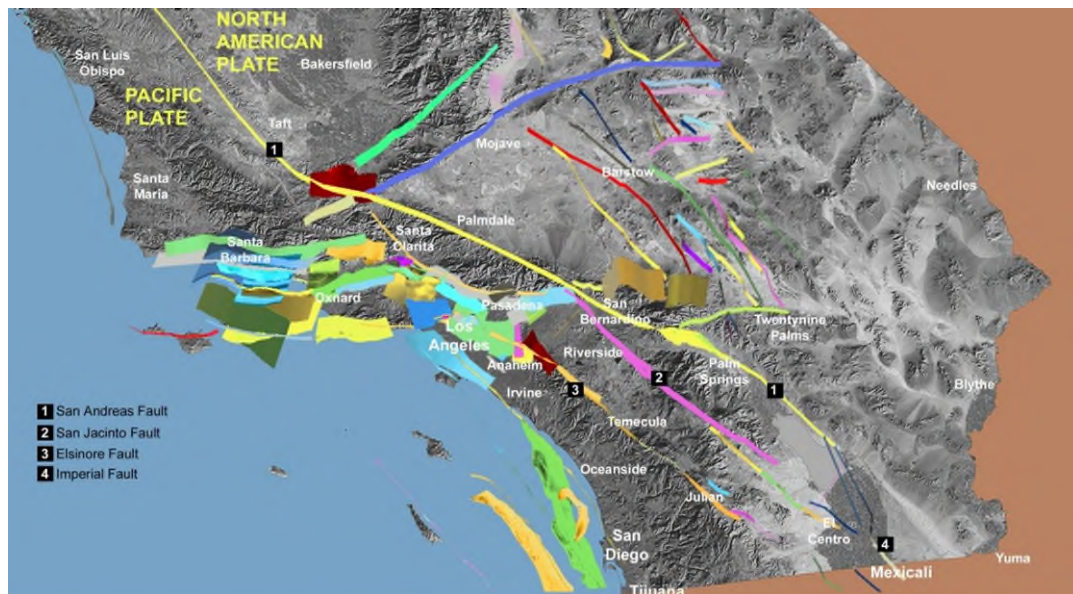 NORTH
AMERICAN
PLATE
San Luis
Obispo
Bakersfield
PACIFIC
PLATE
Taft
1
Mojave
Santa
Maria
Barstow
Needles
Palmdale
Santa
Clarita
Santa
Barbara
Oxnard
Pasadena
San
Bernardino
Twentynine
Palms
Los
Angeles
Riverside
Anaheim
Palm
Springs
Blythe
Irvine
3
2
1
1 San Andreas Fault
2 San Jacinto Fault
3 Elsinore Fault
4 Imperial Fault
Temecula
Oceanside
Julian
El
Centro
San
Diego
4
Mexicali
Yuma
Tijuana